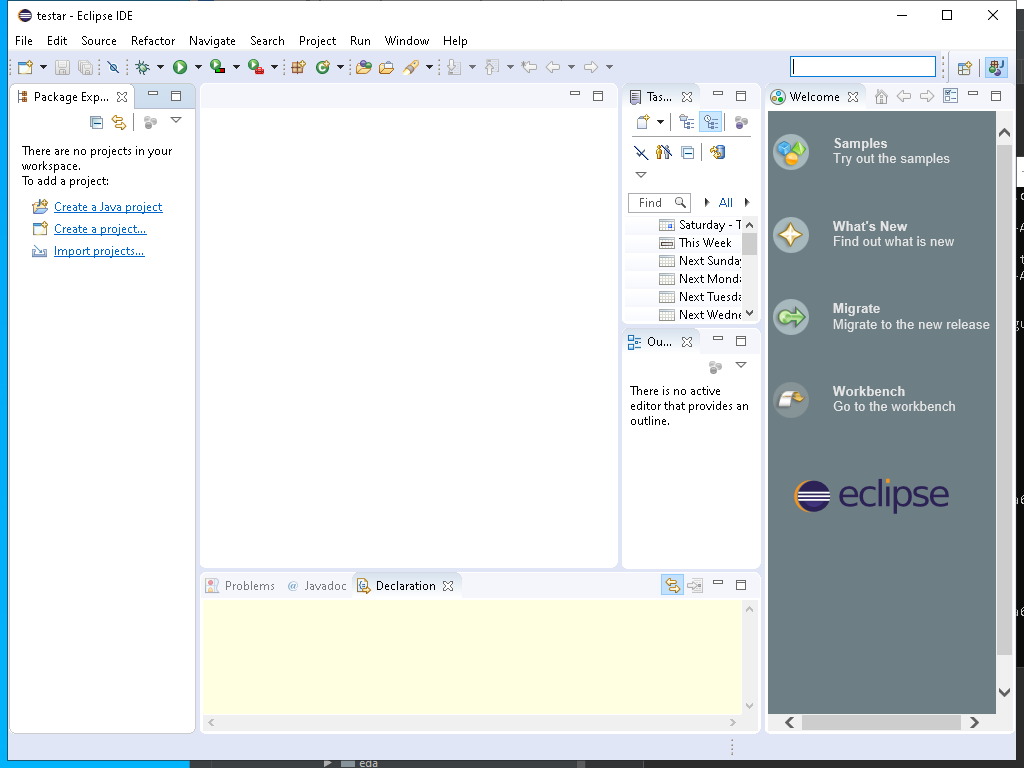 testar - Eclipse IDE
File Edit Source Refactor Navigate Search Project Run Window Help
Package Exp...
There are no projects in your
workspace.
To add a project:
Create a Java project
Create a project...
Import projects...
Tas...
Find
All
Saturday - T
This Week
Next Sunday
Next Monda
Next Tuesda
Next Wedne
Ou...
There is no active
editor that provides an
outline.
Welcome
Samples
Try out the samples
What's New
Find out what is new
Migrate
Migrate to the new release
Workbench
Go to the workbench
eclipse
Problems @ Javadoc Declaration
eda